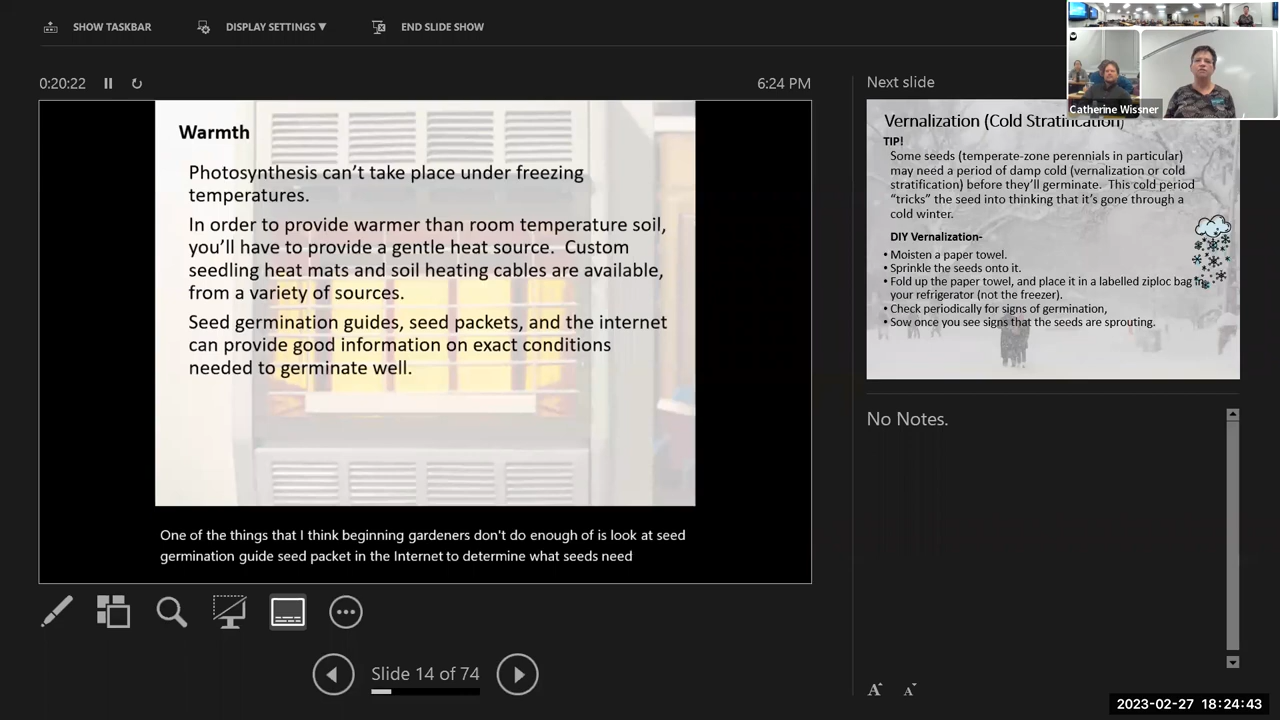 SHOW TASKBAR
DISPLAY SETTINGS ▼
END SLIDE SHOW
0:20:22
6:24 PM
Warmth
Photosynthesis can't take place under freezing
temperatures.
In order to provide warmer than room temperature soil,
you'll have to provide a gentle heat source. Custom
seedling heat mats and soil heating cables are available,
from a variety of sources.
Seed germination guides, seed packets, and the internet
can provide good information on exact conditions
needed to germinate well.
One of the things that I think beginning gardeners don't do enough of is look at seed
germination guide seed packet in the Internet to determine what seeds need
Slide 14 of 74
Next slide
Catherine Wissner
Vernalization (Cold Stratification)
TIP!
Some seeds (temperate-zone perennials in particular)
may need a period of damp cold (vernalization or cold
stratification) before they'll germinate. This cold period
"tricks" the seed into thinking that it's gone through a
cold winter.
DIY Vernalization-
• Moisten a paper towel.
• Sprinkle the seeds onto it.
• Fold up the paper towel, and place it in a labelled ziploc bag in
your refrigerator (not the freezer).
• Check periodically for signs of germination,
• Sow once you see signs that the seeds are sprouting.
No Notes.
A A
2023-02-27 18:24:43